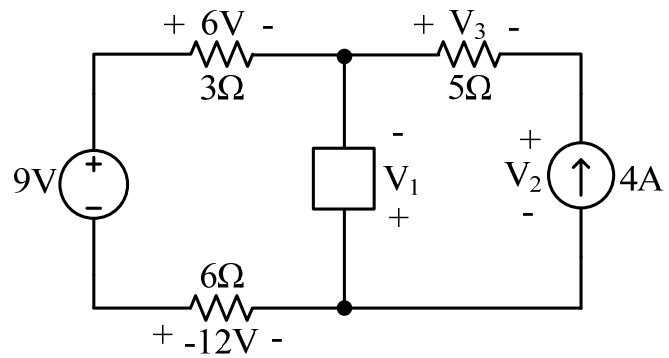 + 6V -
3Ω
+ V₃ -
5Ω
9V
+
-
-
V₁
+
+
V₂
-
4A
6Ω
+ -12V -